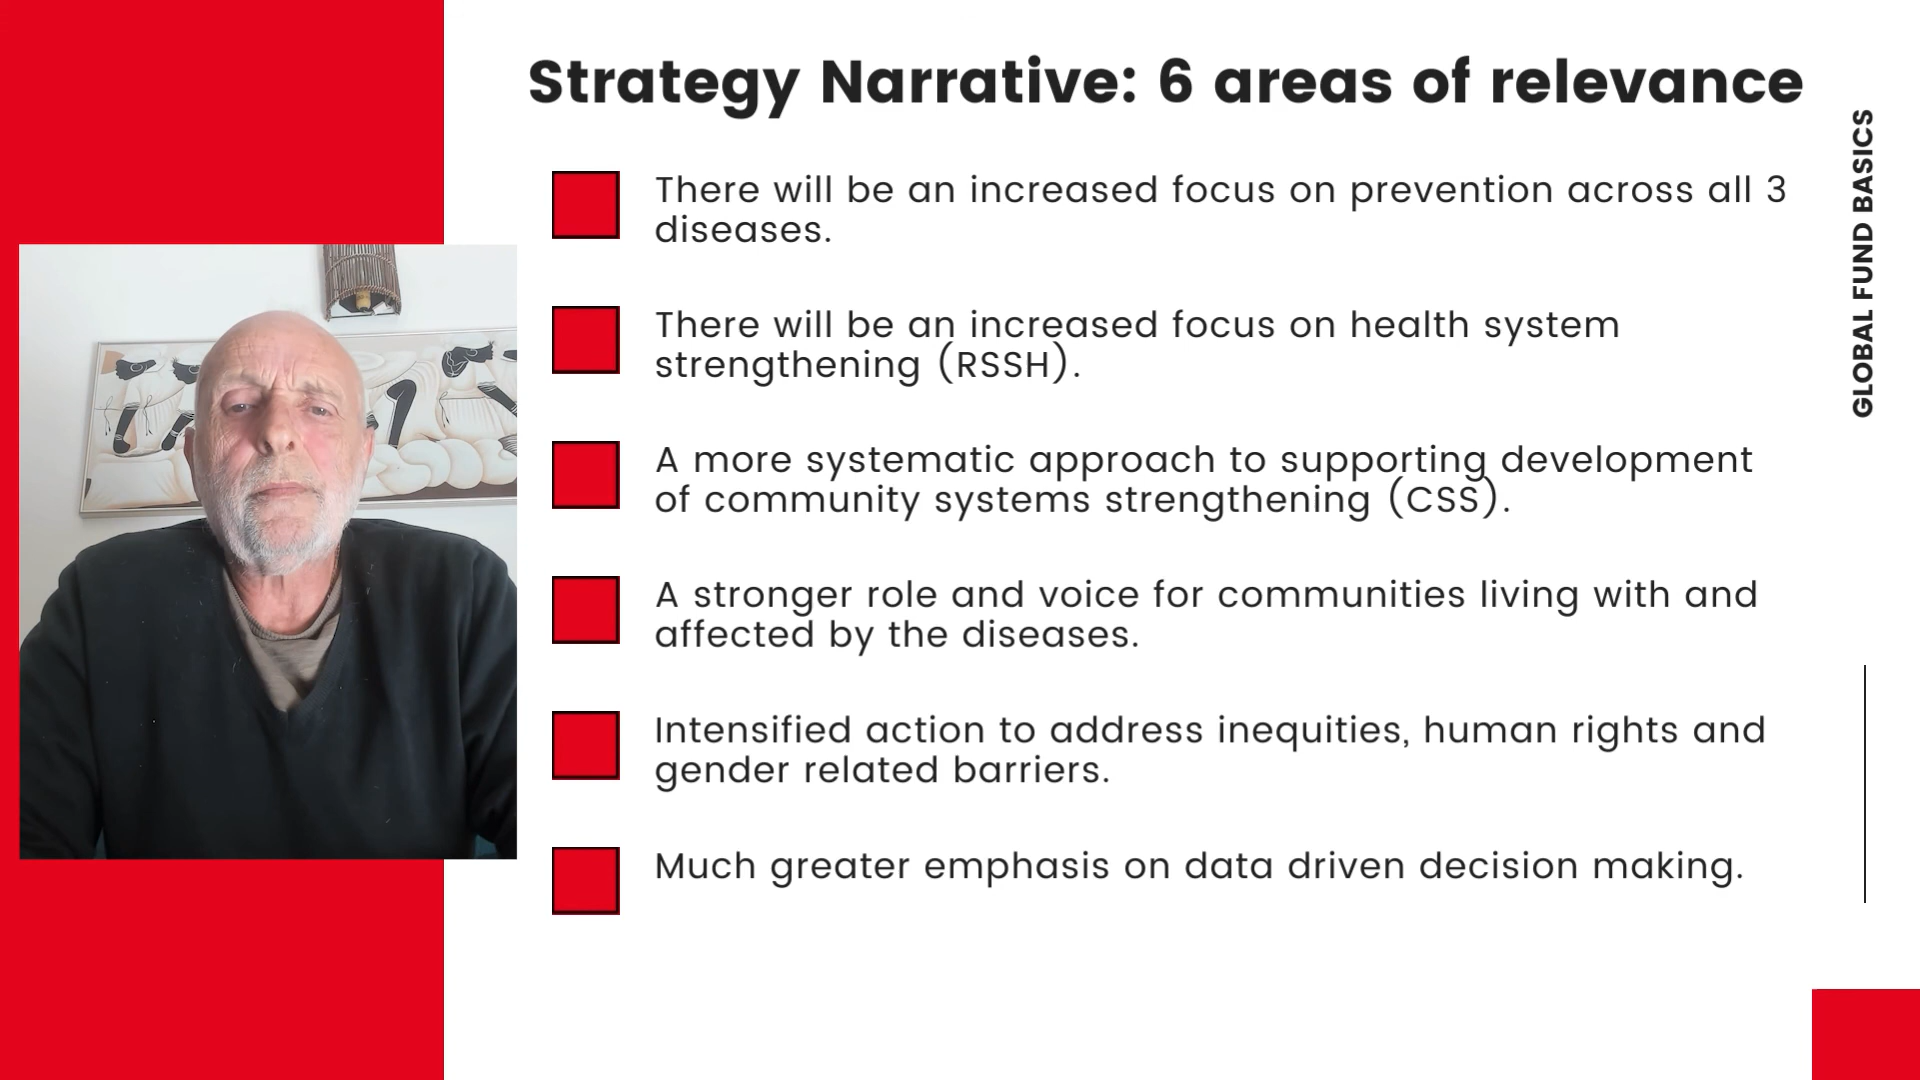 Strategy Narrative: 6 areas of relevance
There will be an increased focus on prevention across all 3
diseases.
There will be an increased focus on health system
strengthening (RSSH).
A more systematic approach to supporting development
of community systems strengthening (CSS).
A stronger role and voice for communities living with and
affected by the diseases.
Intensified action to address inequities, human rights and
gender related barriers.
Much greater emphasis on data driven decision making.
GLOBAL FUND BASICS